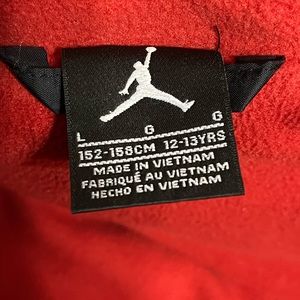 L G G
152-158CM 12-13YRS
MADE IN VIETNAM
FABRIQUÉ AU VIETNAM
HECHO EN VIETNAM